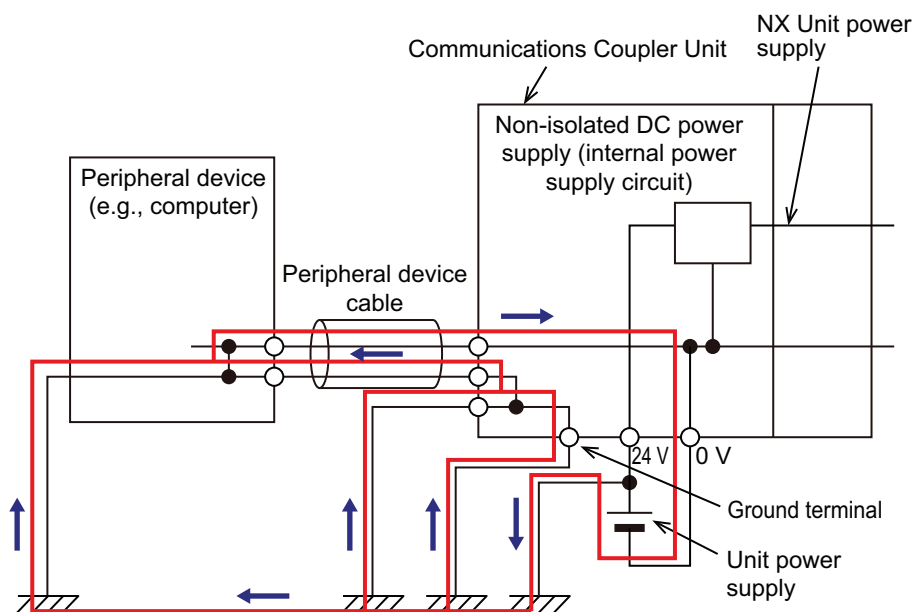 NX Unit power
supply
Communications Coupler Unit
Non-isolated DC power
supply (internal power
supply circuit)
Peripheral device
(e.g., computer)
Peripheral device
cable
24 V
0 V
Ground terminal
Unit power
supply